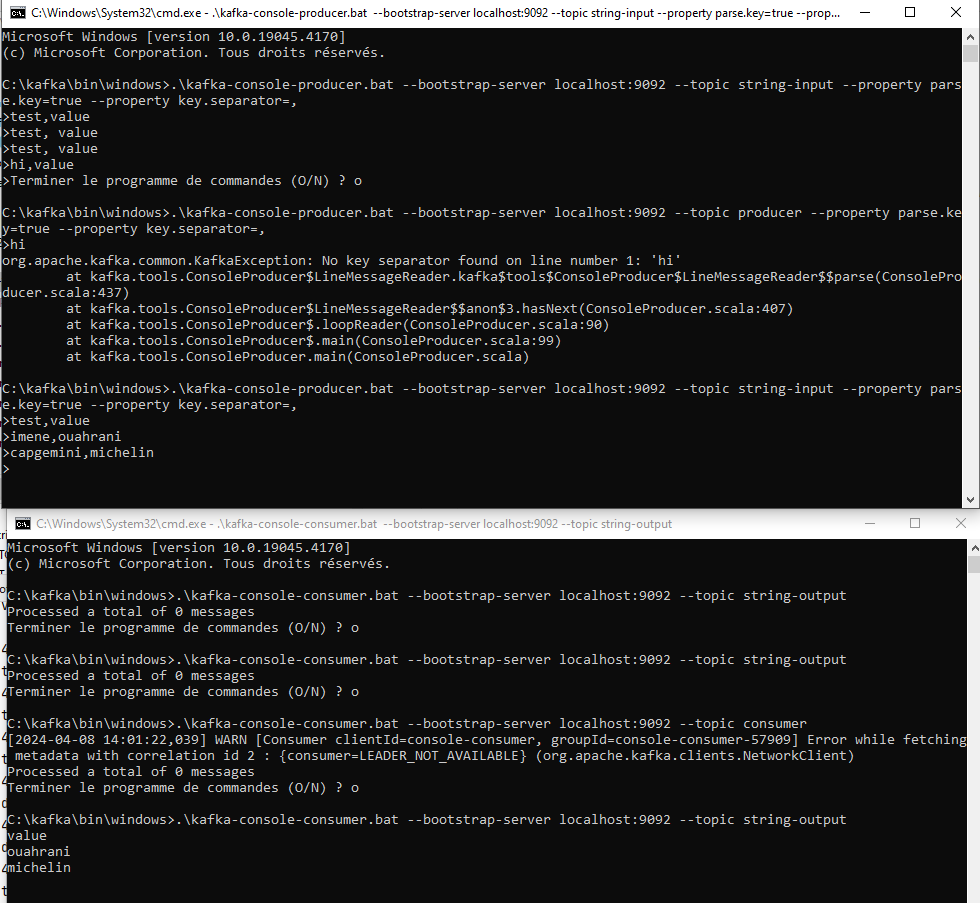 C:\Windows\System32\cmd.exe - .\kafka-console-producer.bat --bootstrap-server localhost:9092 --topic string-input --property parse.key=true --prop...
Microsoft Windows [version 10.0.19045.4170]
(c) Microsoft Corporation. Tous droits réservés.
C:\kafka\bin\windows>.\kafka-console-producer.bat --bootstrap-server localhost:9092 --topic string-input --property pars
e.key=true --property key.separator=,
>test,value
>test, value
>test, value
>hi,value
>Terminer le programme de commandes (O/N) ? o
C:\kafka\bin\windows>.\kafka-console-producer.bat --bootstrap-server localhost:9092 --topic producer --property parse.ke
y=true --property key.separator=,
>hi
org.apache.kafka.common.KafkaException: No key separator found on line number 1: 'hi'
at kafka.tools.ConsoleProducer$LineMessageReader.kafka$tools$ConsoleProducer$LineMessageReader$$parse(ConsolePro
ducer.scala:437)
at kafka.tools.ConsoleProducer$LineMessageReader$$anon$3.hasNext(ConsoleProducer.scala:407)
at kafka.tools.ConsoleProducer$.loopReader(ConsoleProducer.scala:90)
at kafka.tools.ConsoleProducer$.main(ConsoleProducer.scala:99)
at kafka.tools.ConsoleProducer.main(ConsoleProducer.scala)
C:\kafka\bin\windows>.\kafka-console-producer.bat --bootstrap-server localhost:9092 --topic string-input --property pars
e.key=true --property key.separator=,
>test,value
>imene,ouahrani
>capgemini,michelin
>
C:\Windows\System32\cmd.exe - .\kafka-console-consumer.bat --bootstrap-server localhost:9092 --topic string-output
Microsoft Windows [version 10.0.19045.4170]
(c) Microsoft Corporation. Tous droits réservés.
C:\kafka\bin\windows>.\kafka-console-consumer.bat --bootstrap-server localhost:9092 --topic string-output
Processed a total of 0 messages
Terminer le programme de commandes (O/N) ? o
C:\kafka\bin\windows>.\kafka-console-consumer.bat --bootstrap-server localhost:9092 --topic string-output
Processed a total of 0 messages
Terminer le programme de commandes (O/N) ? o
C:\kafka\bin\windows>.\kafka-console-consumer.bat --bootstrap-server localhost:9092 --topic consumer
[2024-04-08 14:01:22,039] WARN [Consumer clientId=console-consumer, groupId=console-consumer-57909] Error while fetching
metadata with correlation id 2 : {consumer=LEADER_NOT_AVAILABLE} (org.apache.kafka.clients.NetworkClient)
Processed a total of 0 messages
Terminer le programme de commandes (O/N) ? o
C:\kafka\bin\windows>.\kafka-console-consumer.bat --bootstrap-server localhost:9092 --topic string-output
value
ouahrani
michelin